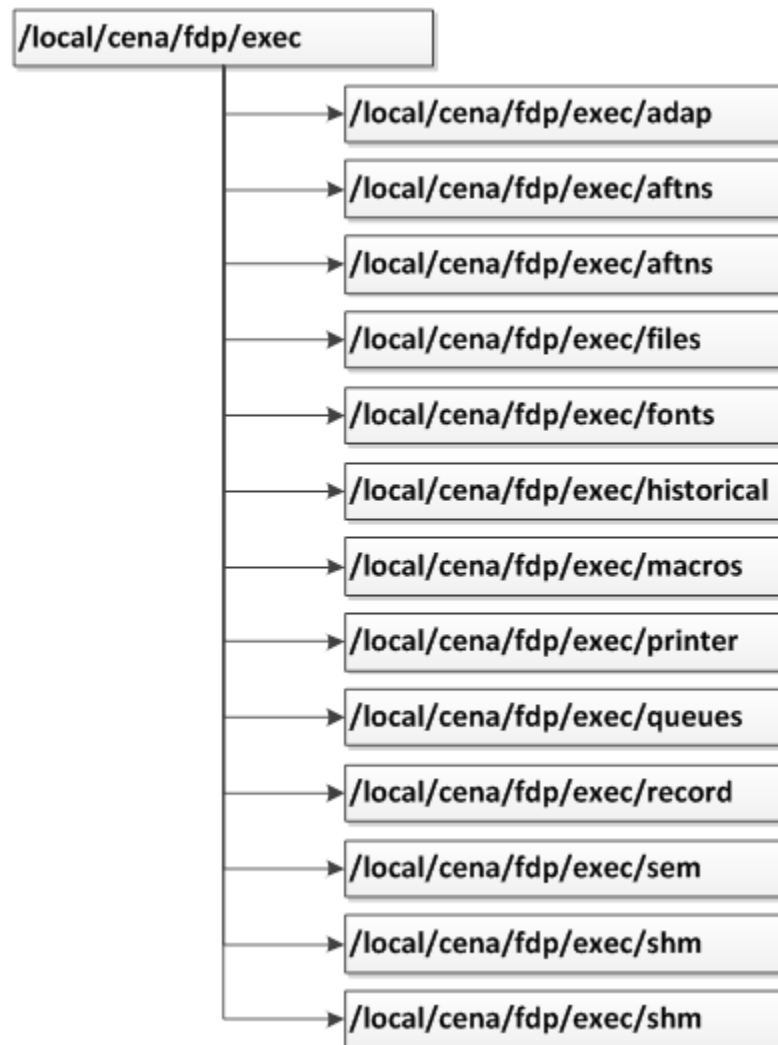 /local/cena/fdp/exec
/local/cena/fdp/exec/adap
/local/cena/fdp/exec/aftns
/local/cena/fdp/exec/aftns
/local/cena/fdp/exec/files
/local/cena/fdp/exec/fonts
/local/cena/fdp/exec/historical
/local/cena/fdp/exec/macros
/local/cena/fdp/exec/printer
/local/cena/fdp/exec/queues
/local/cena/fdp/exec/record
/local/cena/fdp/exec/sem
/local/cena/fdp/exec/shm
/local/cena/fdp/exec/shm